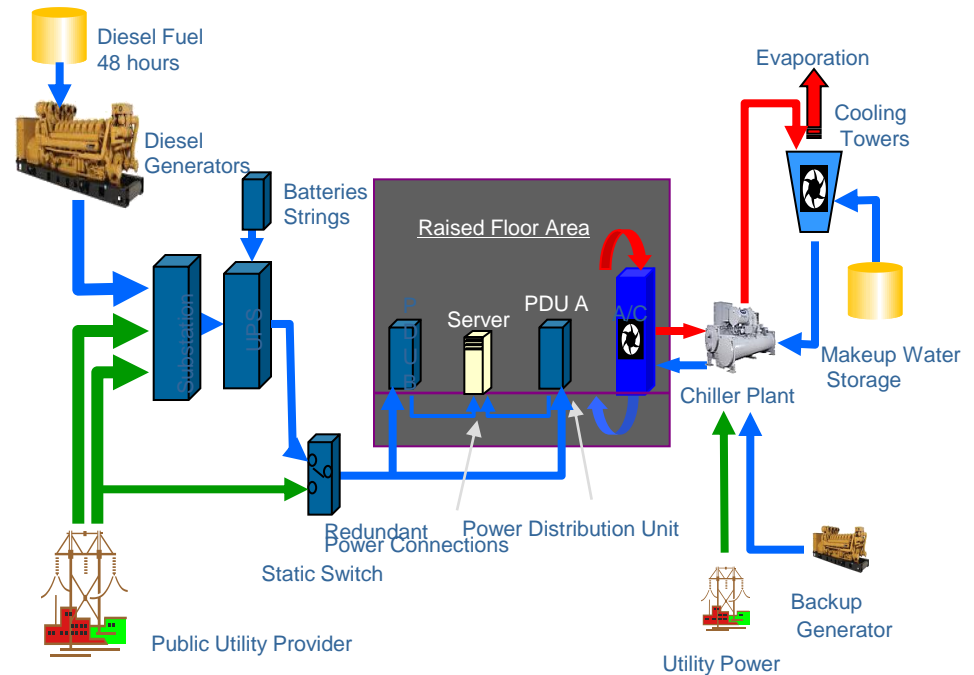 Diesel Fuel
48 hours
Evaporation
Cooling
Towers
Diesel
Generators
Batteries
Strings
Raised Floor Area
Substation
UPS
PDU B
Server
PDU A
A/C
Makeup Water
Storage
Chiller Plant
Redundant
Power Connections
Power Distribution Unit
Static Switch
Public Utility Provider
Backup
Generator
Utility Power